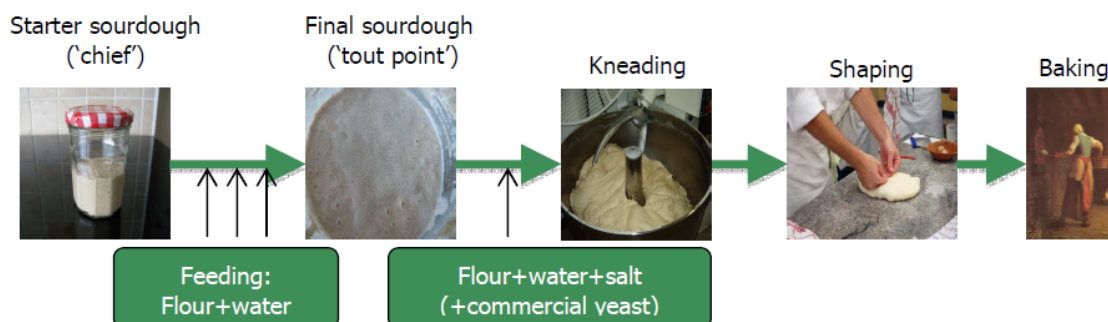 Starter sourdough
(‘chief’)
Final sourdough
(‘tout point’)
Kneading
Shaping
Baking
Feeding:
Flour+water
Flour+water+salt
(+commercial yeast)